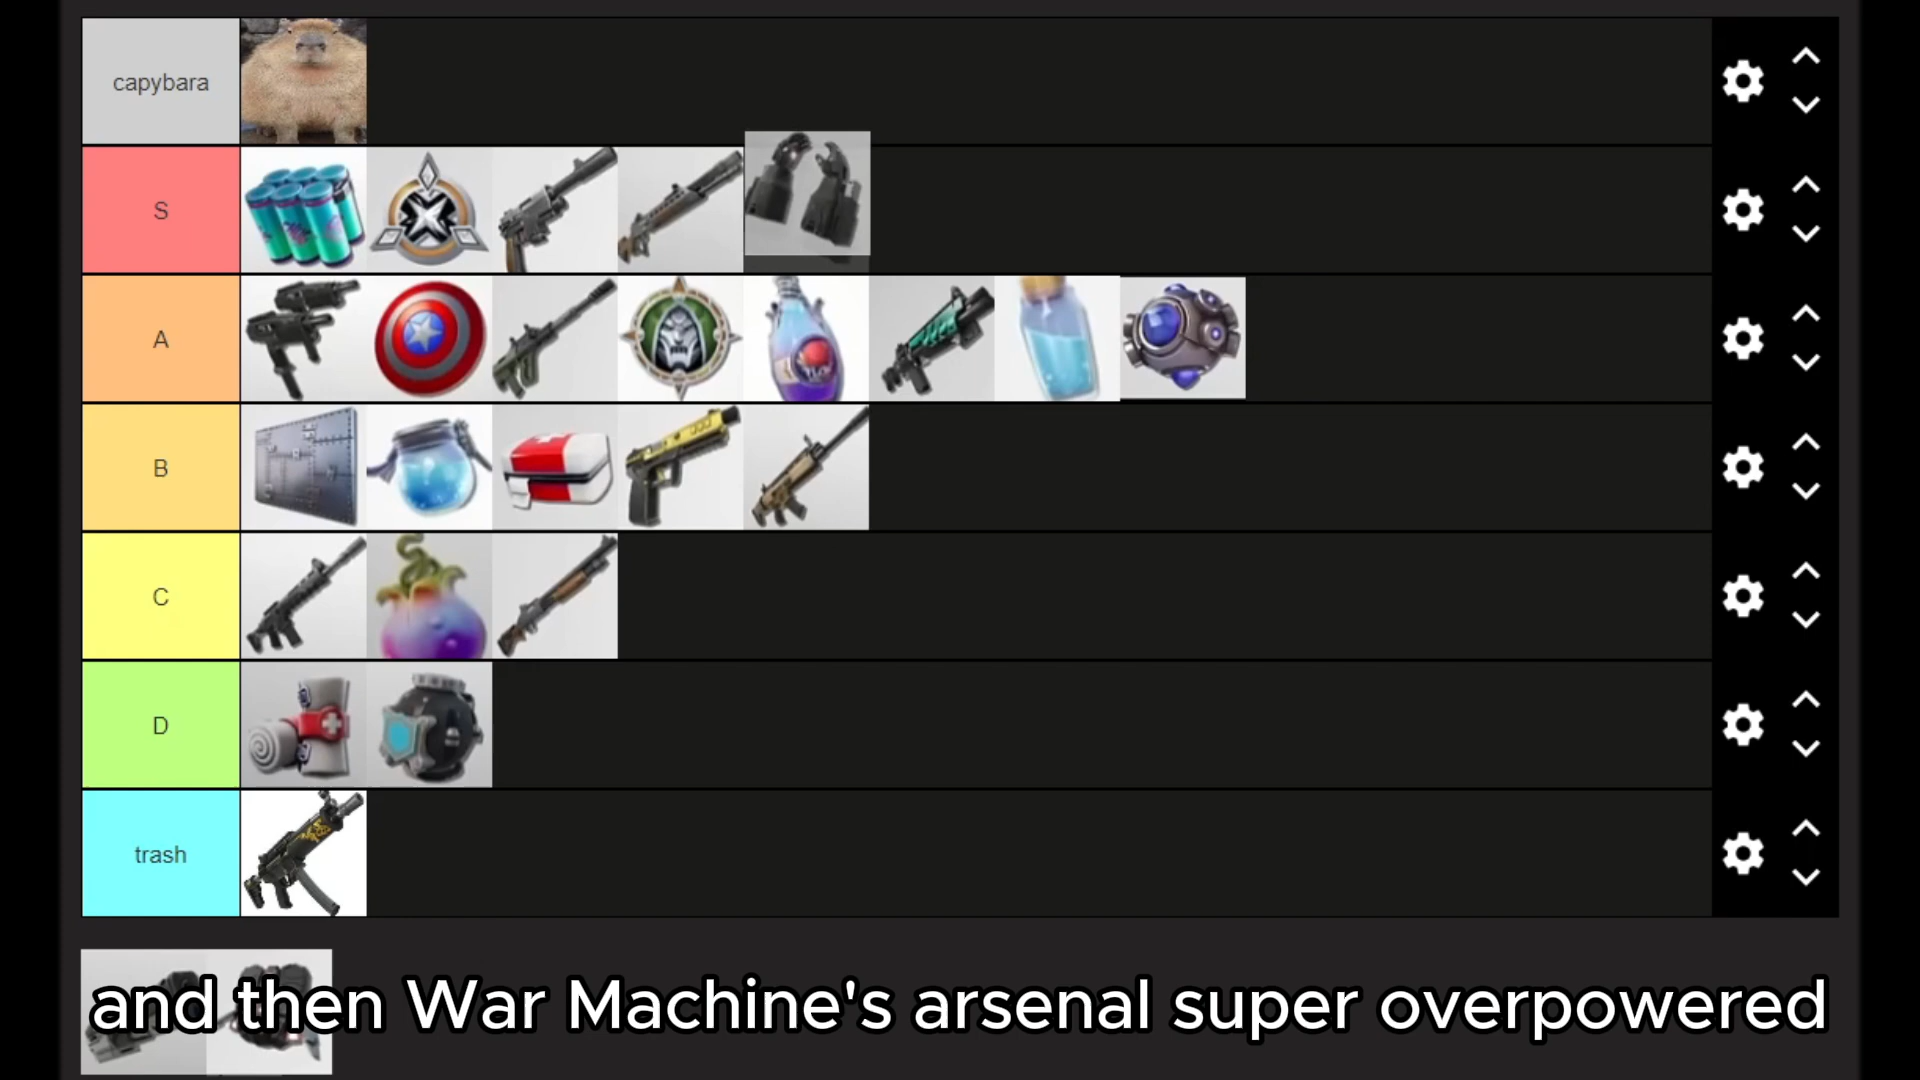 capybara
S
A
B
C
D
trash
and then War Machine's arsenal super overpowered